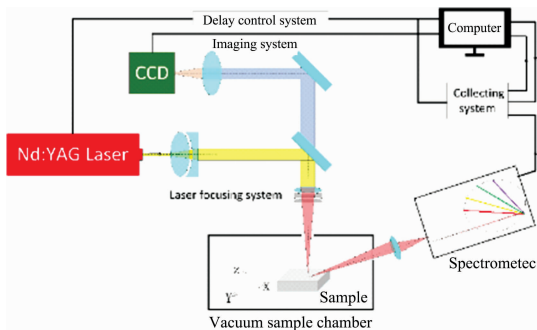 Delay control system
Computer
Imaging system
CCD
Collecting
system
Nd:YAG Laser
Laser focusing system
Z
X
Y
Sample
Spectrometec
Vacuum sample chamber